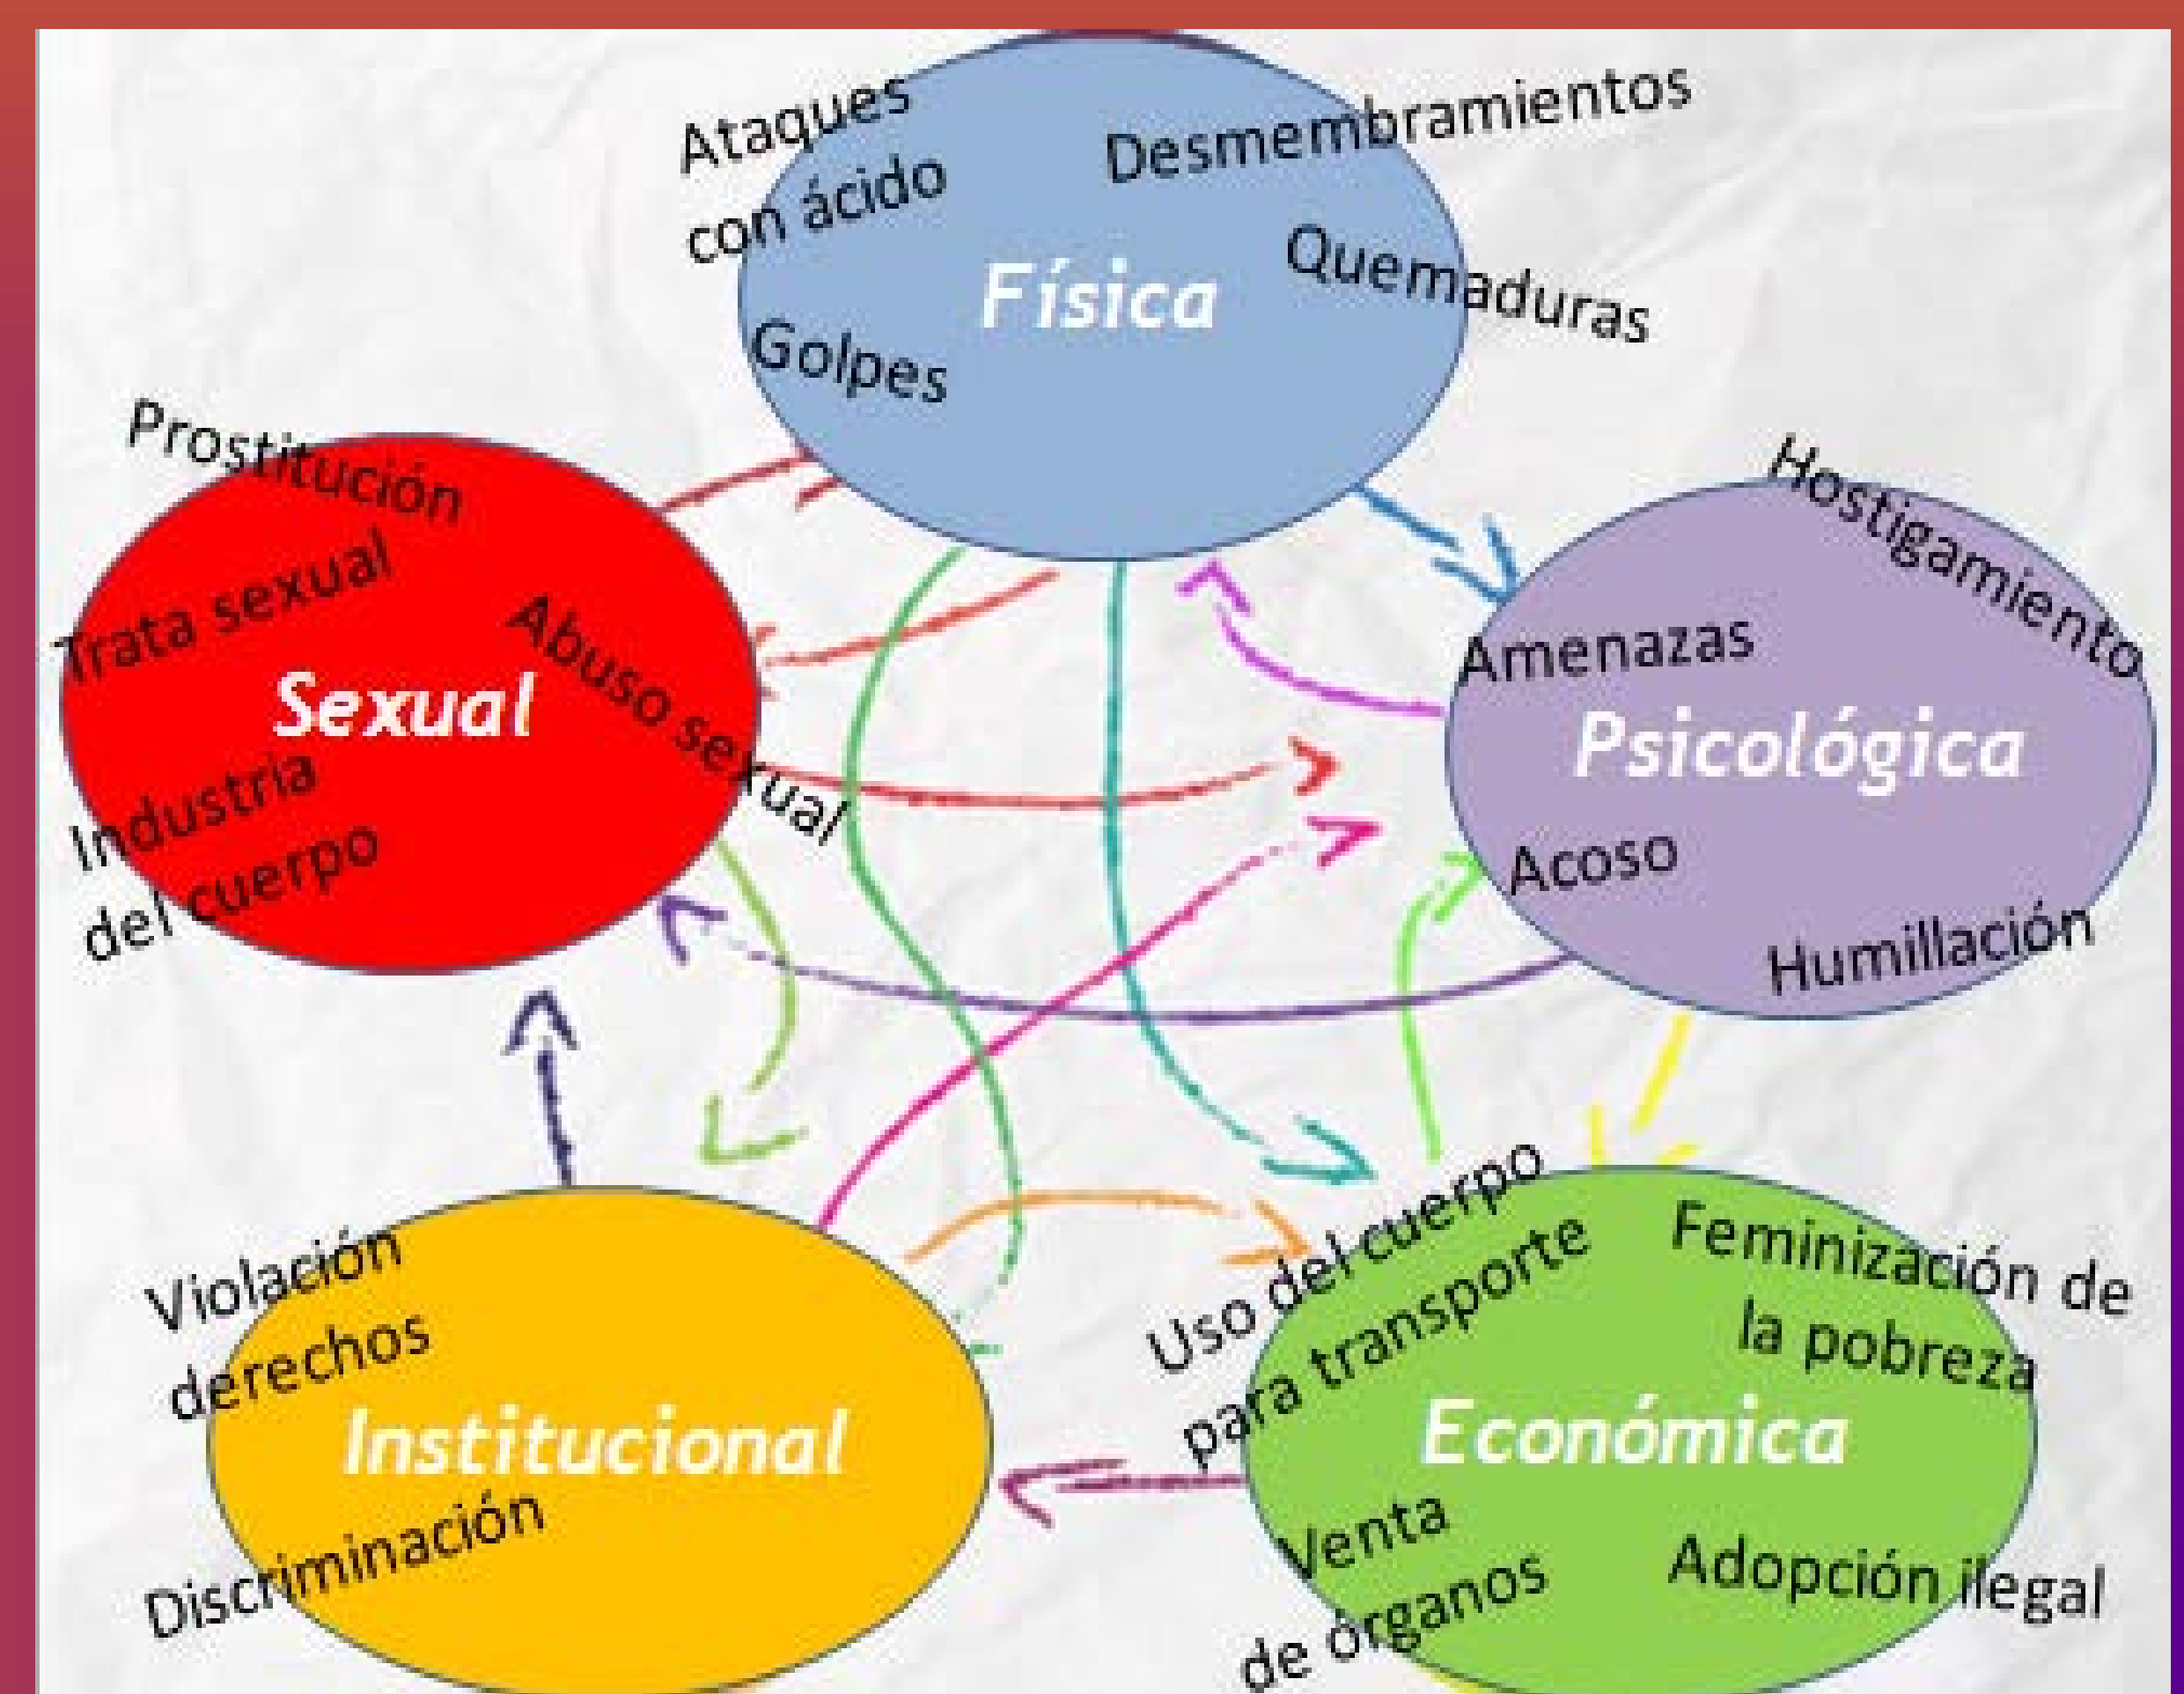 Ataques
con ácido
Desmembramientos
Quemaduras
Física
Golpes
Prostitución
Trata sexual
Abuso sexual
Sexual
Industria
del cuerpo
Hostigamiento
Amenazas
Psicológica
Acoso
Humillación
Violación
derechos
Institucional
Discriminación
Uso del cuerpo
para transporte
Feminización de
la pobreza
Económica
Venta
de órganos
Adopción ilegal